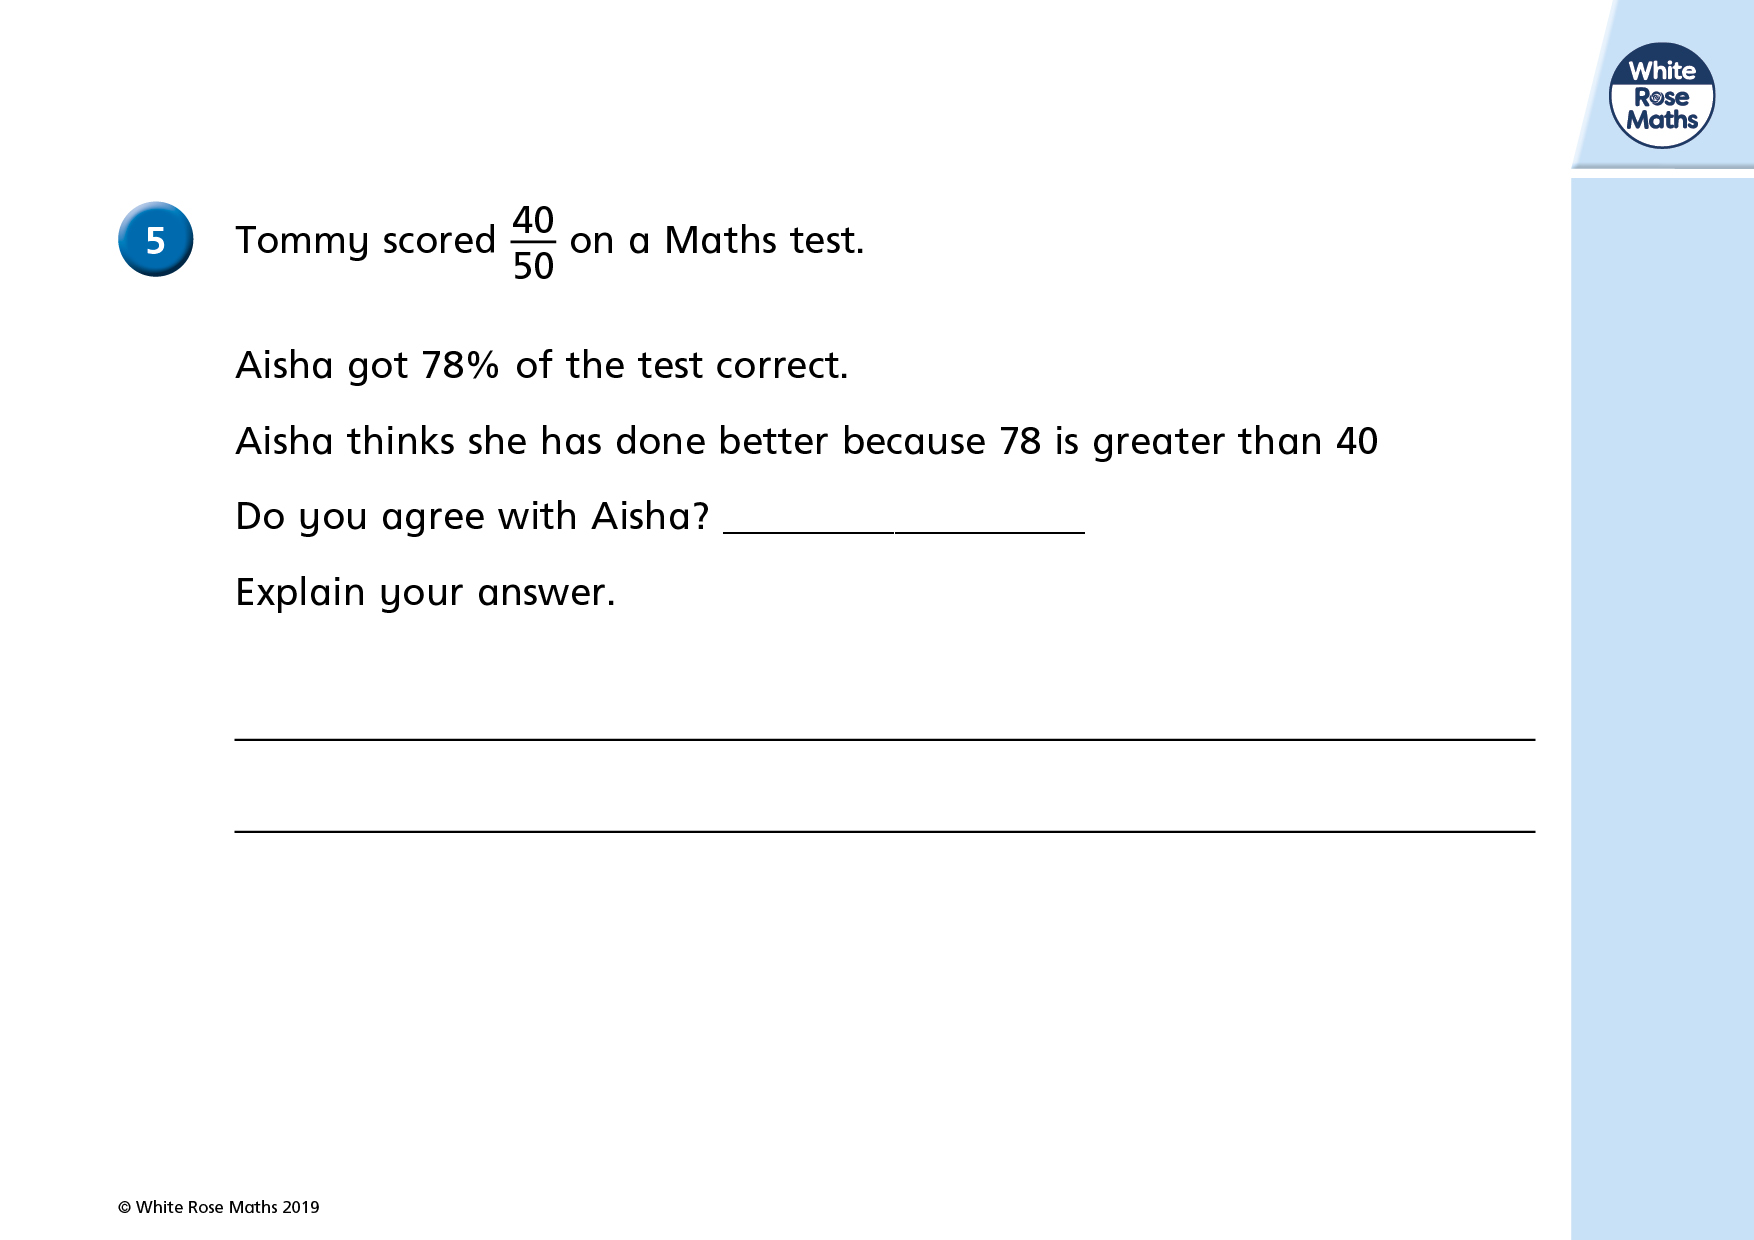 White
Rose
Maths
5 Tommy scored 40/50 on a Maths test.
Aisha got 78% of the test correct.
Aisha thinks she has done better because 78 is greater than 40
Do you agree with Aisha? ___________________
Explain your answer.
© White Rose Maths 2019